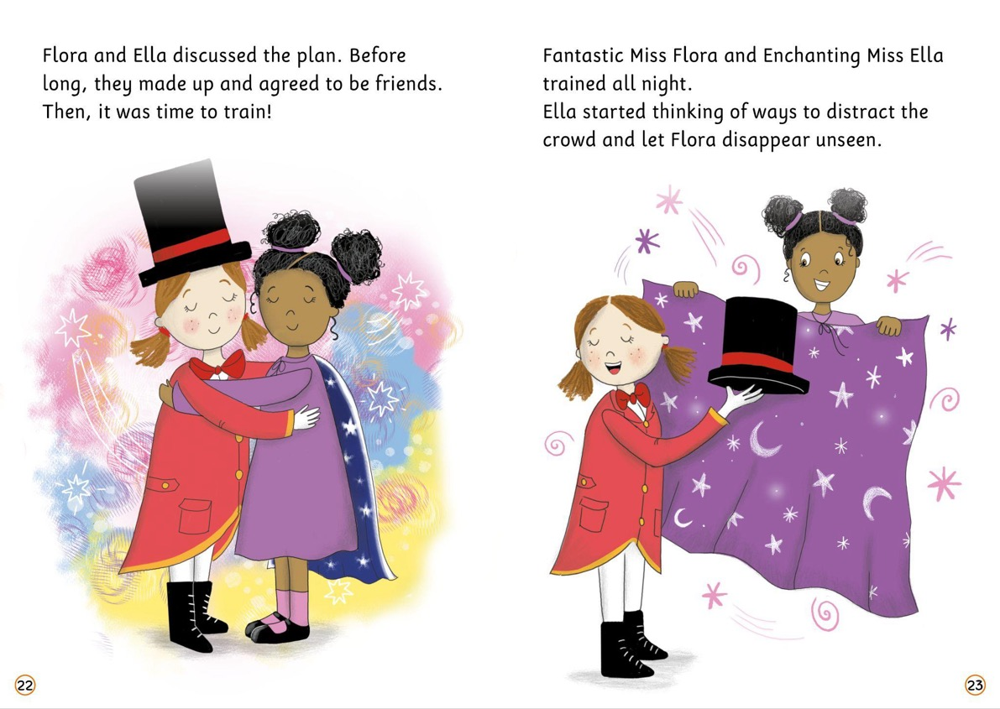 Flora and Ella discussed the plan. Before
long, they made up and agreed to be friends.
Then, it was time to train!
22
Fantastic Miss Flora and Enchanting Miss Ella
trained all night.
Ella started thinking of ways to distract the
crowd and let Flora disappear unseen.
23